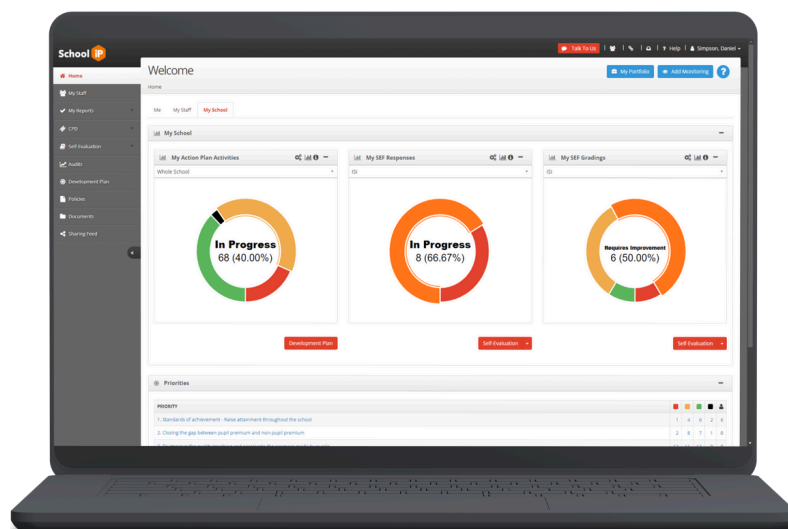 School iP
Talk To Us
Help
Simpson, Daniel
Home
My Staff
My Reports
CPD
Self Evaluation
Audits
Development Plan
Policies
Documents
Sharing Feed
Welcome
My Portfolio
Add Monitoring
?
Home
Me My Staff My School
My School
My Action Plan Activities
Whole School
In Progress
68 (40.00%)
Development Plan
My SEF Responses
ISI
In Progress
8 (66.67%)
Self-Evaluation
My SEF Gradings
ISI
Requires Improvement
6 (50.00%)
Self-Evaluation
Priorities
PRIORITY
1. Standards of achievement - Raise attainment throughout the school 1 4 6 2 6
2. Closing the gap between pupil premium and non-pupil premium 2 8 7 1 8